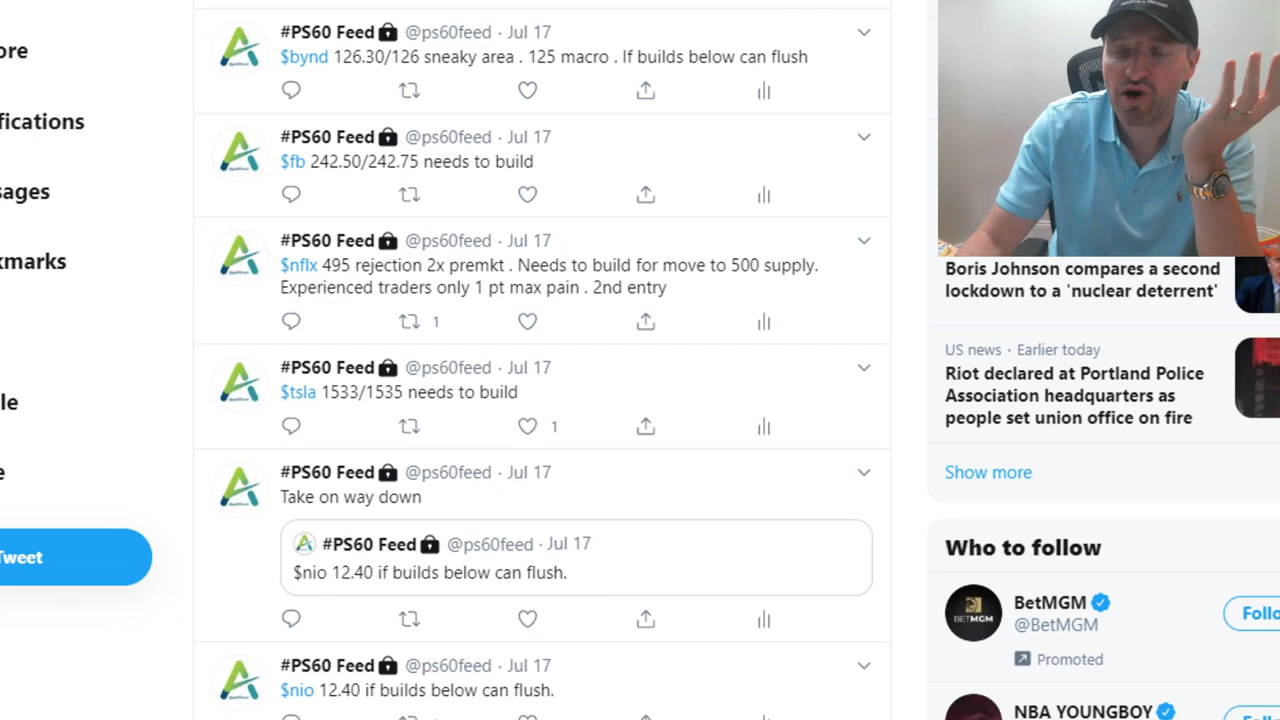 ore
fications
sages
kmarks
le
e
Tweet
#PS60 Feed @ps60feed · Jul 17
$bynd 126.30/126 sneaky area . 125 macro . If builds below can flush
#PS60 Feed @ps60feed · Jul 17
$fb 242.50/242.75 needs to build
#PS60 Feed @ps60feed · Jul 17
$nflx 495 rejection 2x premkt . Needs to build for move to 500 supply.
Experienced traders only 1 pt max pain . 2nd entry
1
#PS60 Feed @ps60feed · Jul 17
$tsla 1533/1535 needs to build
1
#PS60 Feed @ps60feed · Jul 17
Take on way down
#PS60 Feed @ps60feed · Jul 17
$nio 12.40 if builds below can flush.
#PS60 Feed @ps60feed · Jul 17
$nio 12.40 if builds below can flush.
Boris Johnson compares a second
lockdown to a 'nuclear deterrent'
US news · Earlier today
Riot declared at Portland Police
Association headquarters as
people set union office on fire
Show more
Who to follow
BETMGM
BetMGM
@BetMGM
Follo
Promoted
NBA YOUNGBOY